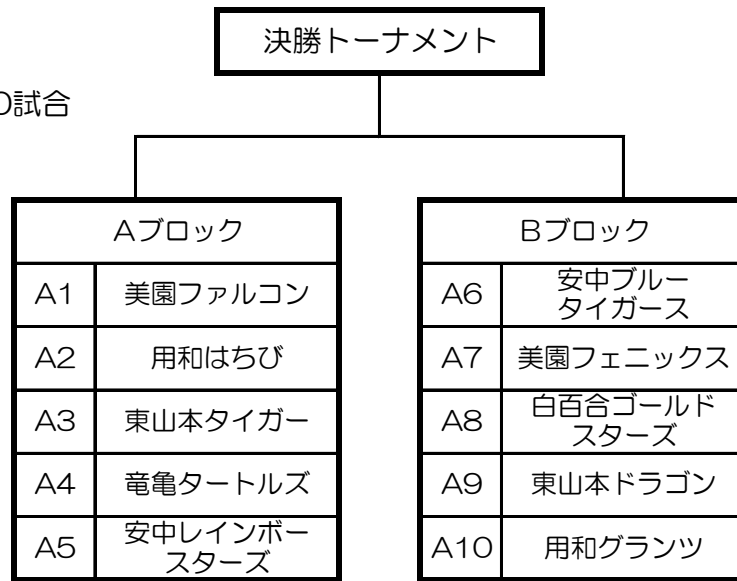 決勝トーナメント
0試合
Aブロック
A1 美園ファルコン
A2 用和はちび
A3 東山本タイガー
A4 竜亀タートルズ
A5 安中レインボー
スターズ
Bブロック
A6 安中ブルー
タイガース
A7 美園フェニックス
A8 白百合ゴールド
スターズ
A9 東山本ドラゴン
A10 用和グランツ